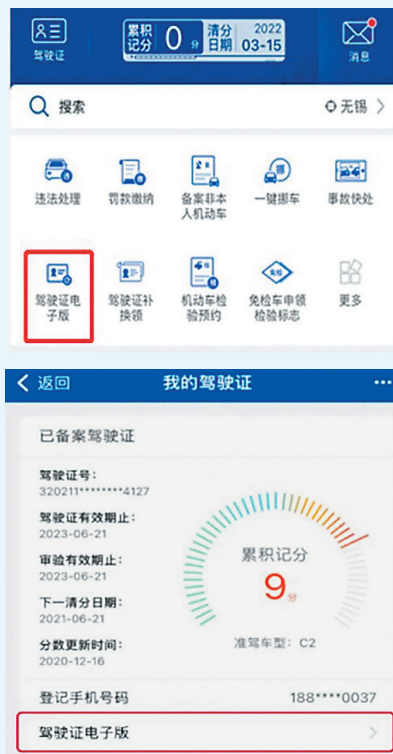 驾驶证
累积 记分 0 分 清分 日期 2022 03-15
消息
搜索 无锡
违法处理 罚款缴纳 备案非本人机动车 一键挪车 事故快处
驾驶证电子版 驾驶证补换领 机动车检验预约 免检车申领检验标志 更多
返回 我的驾驶证
已备案驾驶证
驾驶证号：
320211********4127
驾驶证有效期止：
2023-06-21
审验有效期止：
2023-06-21
下一清分日期：
2021-06-21
分数更新时间：
2020-12-16
累积记分
9分
准驾车型：C2
登记手机号码 188****0037
驾驶证电子版